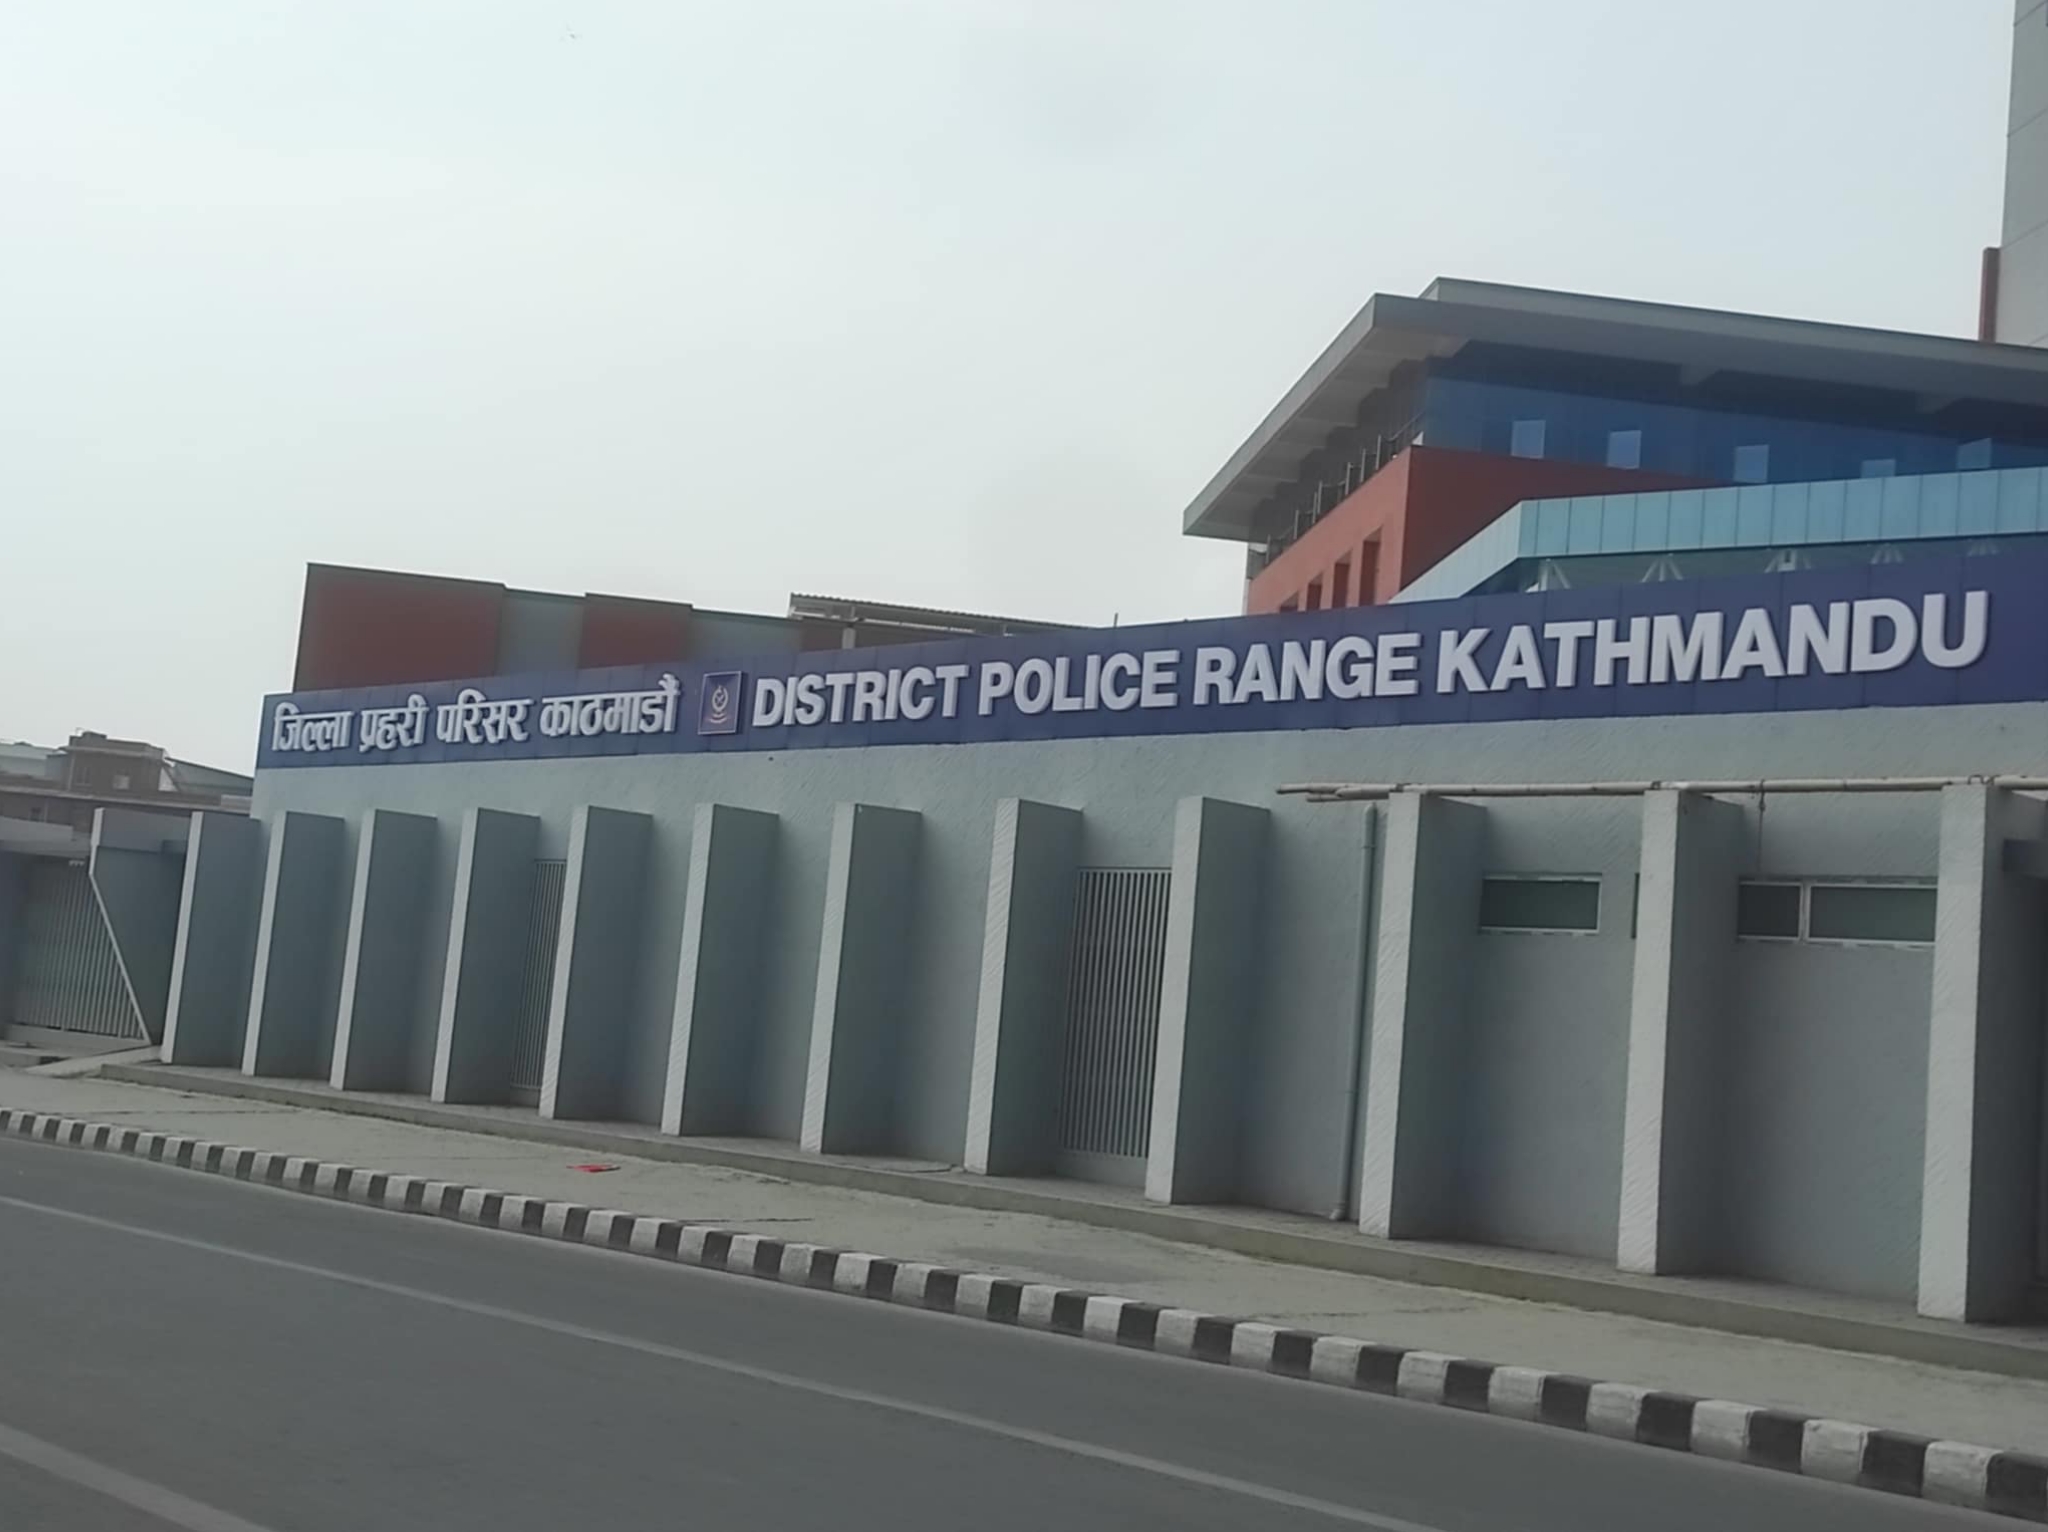 जिल्ला प्रहरी परिसर काठमाडौं DISTRICT POLICE RANGE KATHMANDU